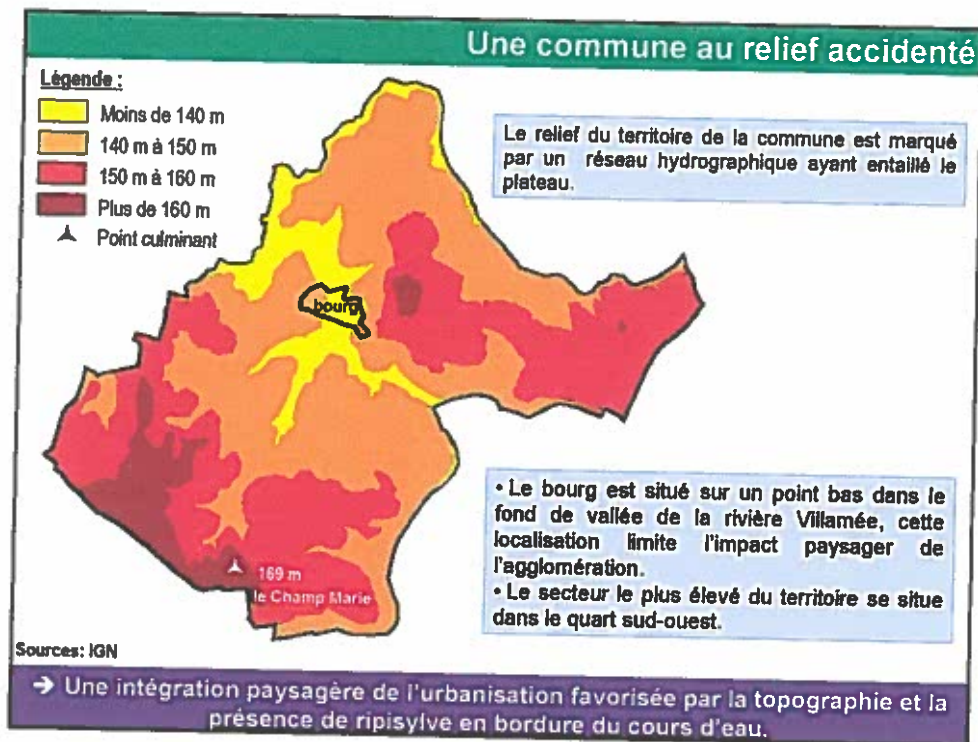 Une commune au relief accidenté
Légende :
Moins de 140 m
140 m à 150 m
150 m à 160 m
Plus de 160 m
Point culminant
Le relief du territoire de la commune est marqué
par un réseau hydrographique ayant entaillé le
plateau.
bourg
• Le bourg est situé sur un point bas dans le
fond de vallée de la rivière Villamée, cette
localisation limite l'impact paysager de
l'agglomération.
• Le secteur le plus élevé du territoire se situe
dans le quart sud-ouest.
169 m
le Champ Marie
Sources: IGN
→ Une intégration paysagère de l'urbanisation favorisée par la topographie et la
présence de ripisylve en bordure du cours d'eau.